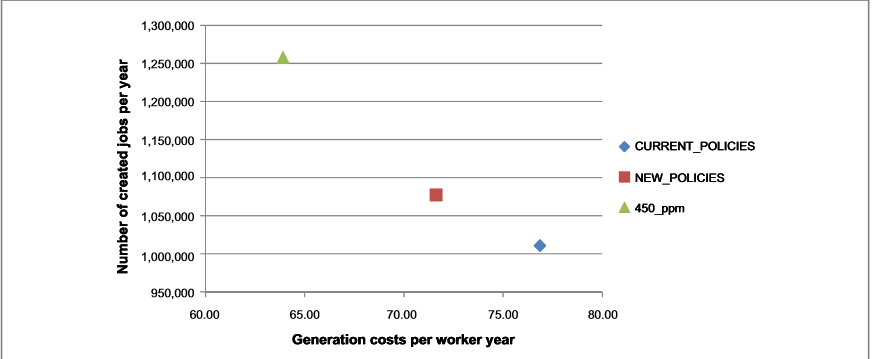 1,300,000
1,250,000
1,200,000
1,150,000
1,100,000
1,050,000
1,000,000
950,000
Number of created jobs per year
60.00 65.00 70.00 75.00 80.00
Generation costs per worker year
CURRENT_POLICIES
NEW_POLICIES
450_ppm